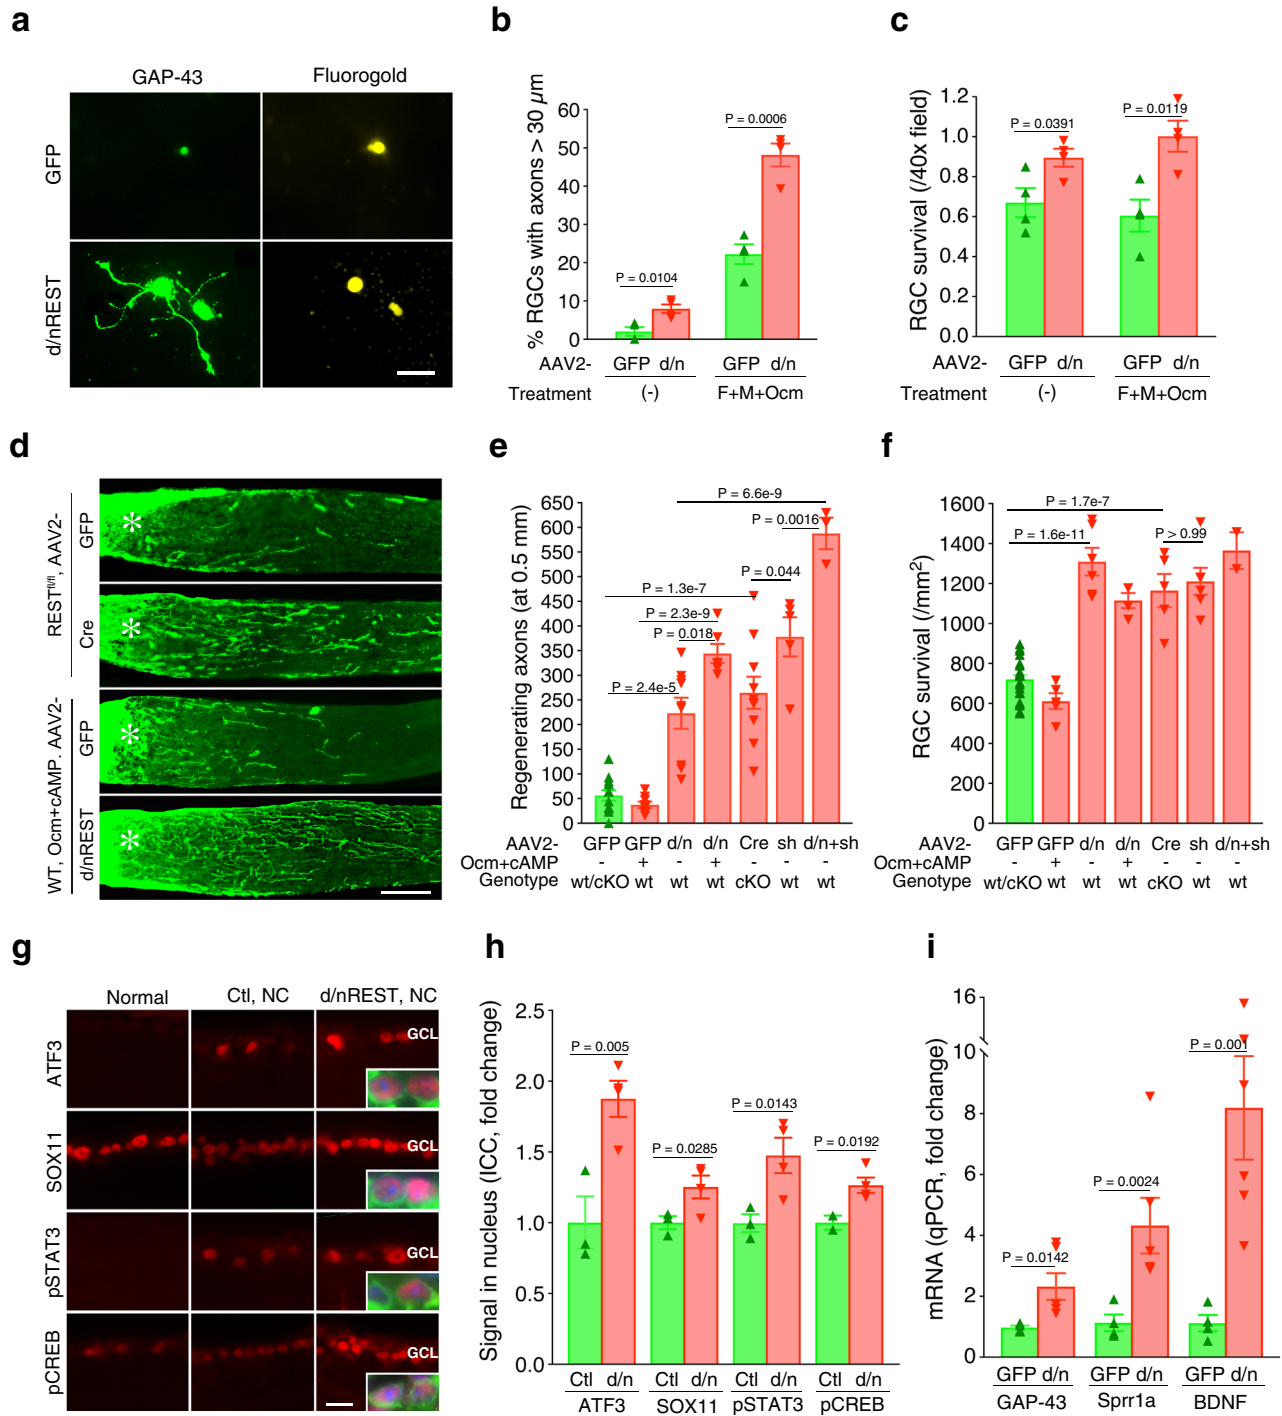 a
GAP-43
Fluorogold
GFP
d/nREST
b
% RGCs with axons > 30 µm
60
50
40
30
20
10
0
P = 0.0104
P = 0.0006
AAV2-
GFP
d/n
GFP
d/n
Treatment
(-)
F+M+Ocm
c
RGC survival (/40x field)
1.2
1.0
0.8
0.6
0.4
0.2
0.0
P = 0.0391
P = 0.0119
AAV2-
GFP
d/n
GFP
d/n
Treatment
(-)
F+M+Ocm
d
REST^fl/fl, AAV2-
GFP
Cre
WT, Ocm+cAMP. AAV2-
GFP
d/nREST
*
*
*
*
e
Regenerating axons (at 0.5 mm)
650
600
550
500
450
400
350
300
250
200
150
100
50
0
P = 6.6e-9
P = 0.0016
P = 0.044
P = 1.3e-7
P = 2.3e-9
P = 0.018
P = 2.4e-5
AAV2-
GFP
GFP
d/n
d/n
Cre
sh
d/n+sh
Ocm+cAMP
-
+
-
+
-
-
-
Genotype
wt/cKO
wt
wt
wt
cKO
wt
wt
f
RGC survival (/mm²)
1600
1400
1200
1000
800
600
400
200
0
P = 1.7e-7
P = 1.6e-11
P > 0.99
AAV2-
GFP
GFP
d/n
d/n
Cre
sh
d/n+sh
Ocm+cAMP
-
+
-
+
-
-
-
Genotype
wt/cKO
wt
wt
wt
cKO
wt
wt
g
Normal
Ctl, NC
d/nREST, NC
ATF3
GCL
SOX11
GCL
pSTAT3
GCL
pCREB
GCL
h
Signal in nucleus (ICC, fold change)
2.5
2.0
1.5
1.0
0.5
0.0
P = 0.005
P = 0.0285
P = 0.0143
P = 0.0192
Ctl
d/n
Ctl
d/n
Ctl
d/n
Ctl
d/n
ATF3
SOX11
pSTAT3
pCREB
i
mRNA (qPCR, fold change)
16
10
8
6
4
2
0
P = 0.0142
P = 0.0024
P = 0.001
GFP
d/n
GFP
d/n
GFP
d/n
GAP-43
Sprr1a
BDNF